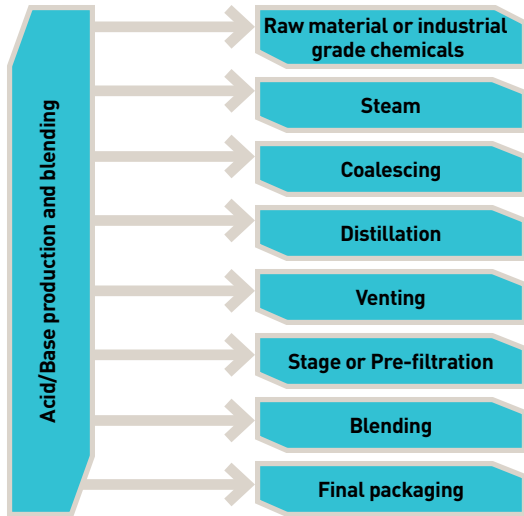 Acid/Base production and blending
Raw material or industrial
grade chemicals
Steam
Coalescing
Distillation
Venting
Stage or Pre-filtration
Blending
Final packaging